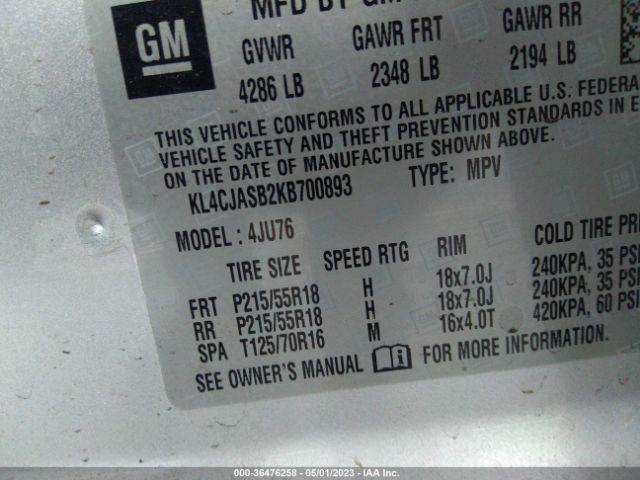 GM
MFD BY GM
GVWR GAWR FRT GAWR RR
4286 LB 2348 LB 2194 LB
THIS VEHICLE CONFORMS TO ALL APPLICABLE U.S. FEDERA
VEHICLE SAFETY AND THEFT PREVENTION STANDARDS IN E
ON THE DATE OF MANUFACTURE SHOWN ABOVE.
KL4CJASB2KB700893 TYPE: MPV
MODEL : 4JU76
TIRE SIZE SPEED RTG RIM COLD TIRE PR
FRT P215/55R18 H 18x7.0J 240KPA, 35 PS
RR P215/55R18 H 18x7.0J 240KPA, 35 PS
SPA T125/70R16 M 16x4.0T 420KPA, 60 PS
SEE OWNER'S MANUAL FOR MORE INFORMATION.
000-36476258 - 05/01/2023 - IAA Inc.